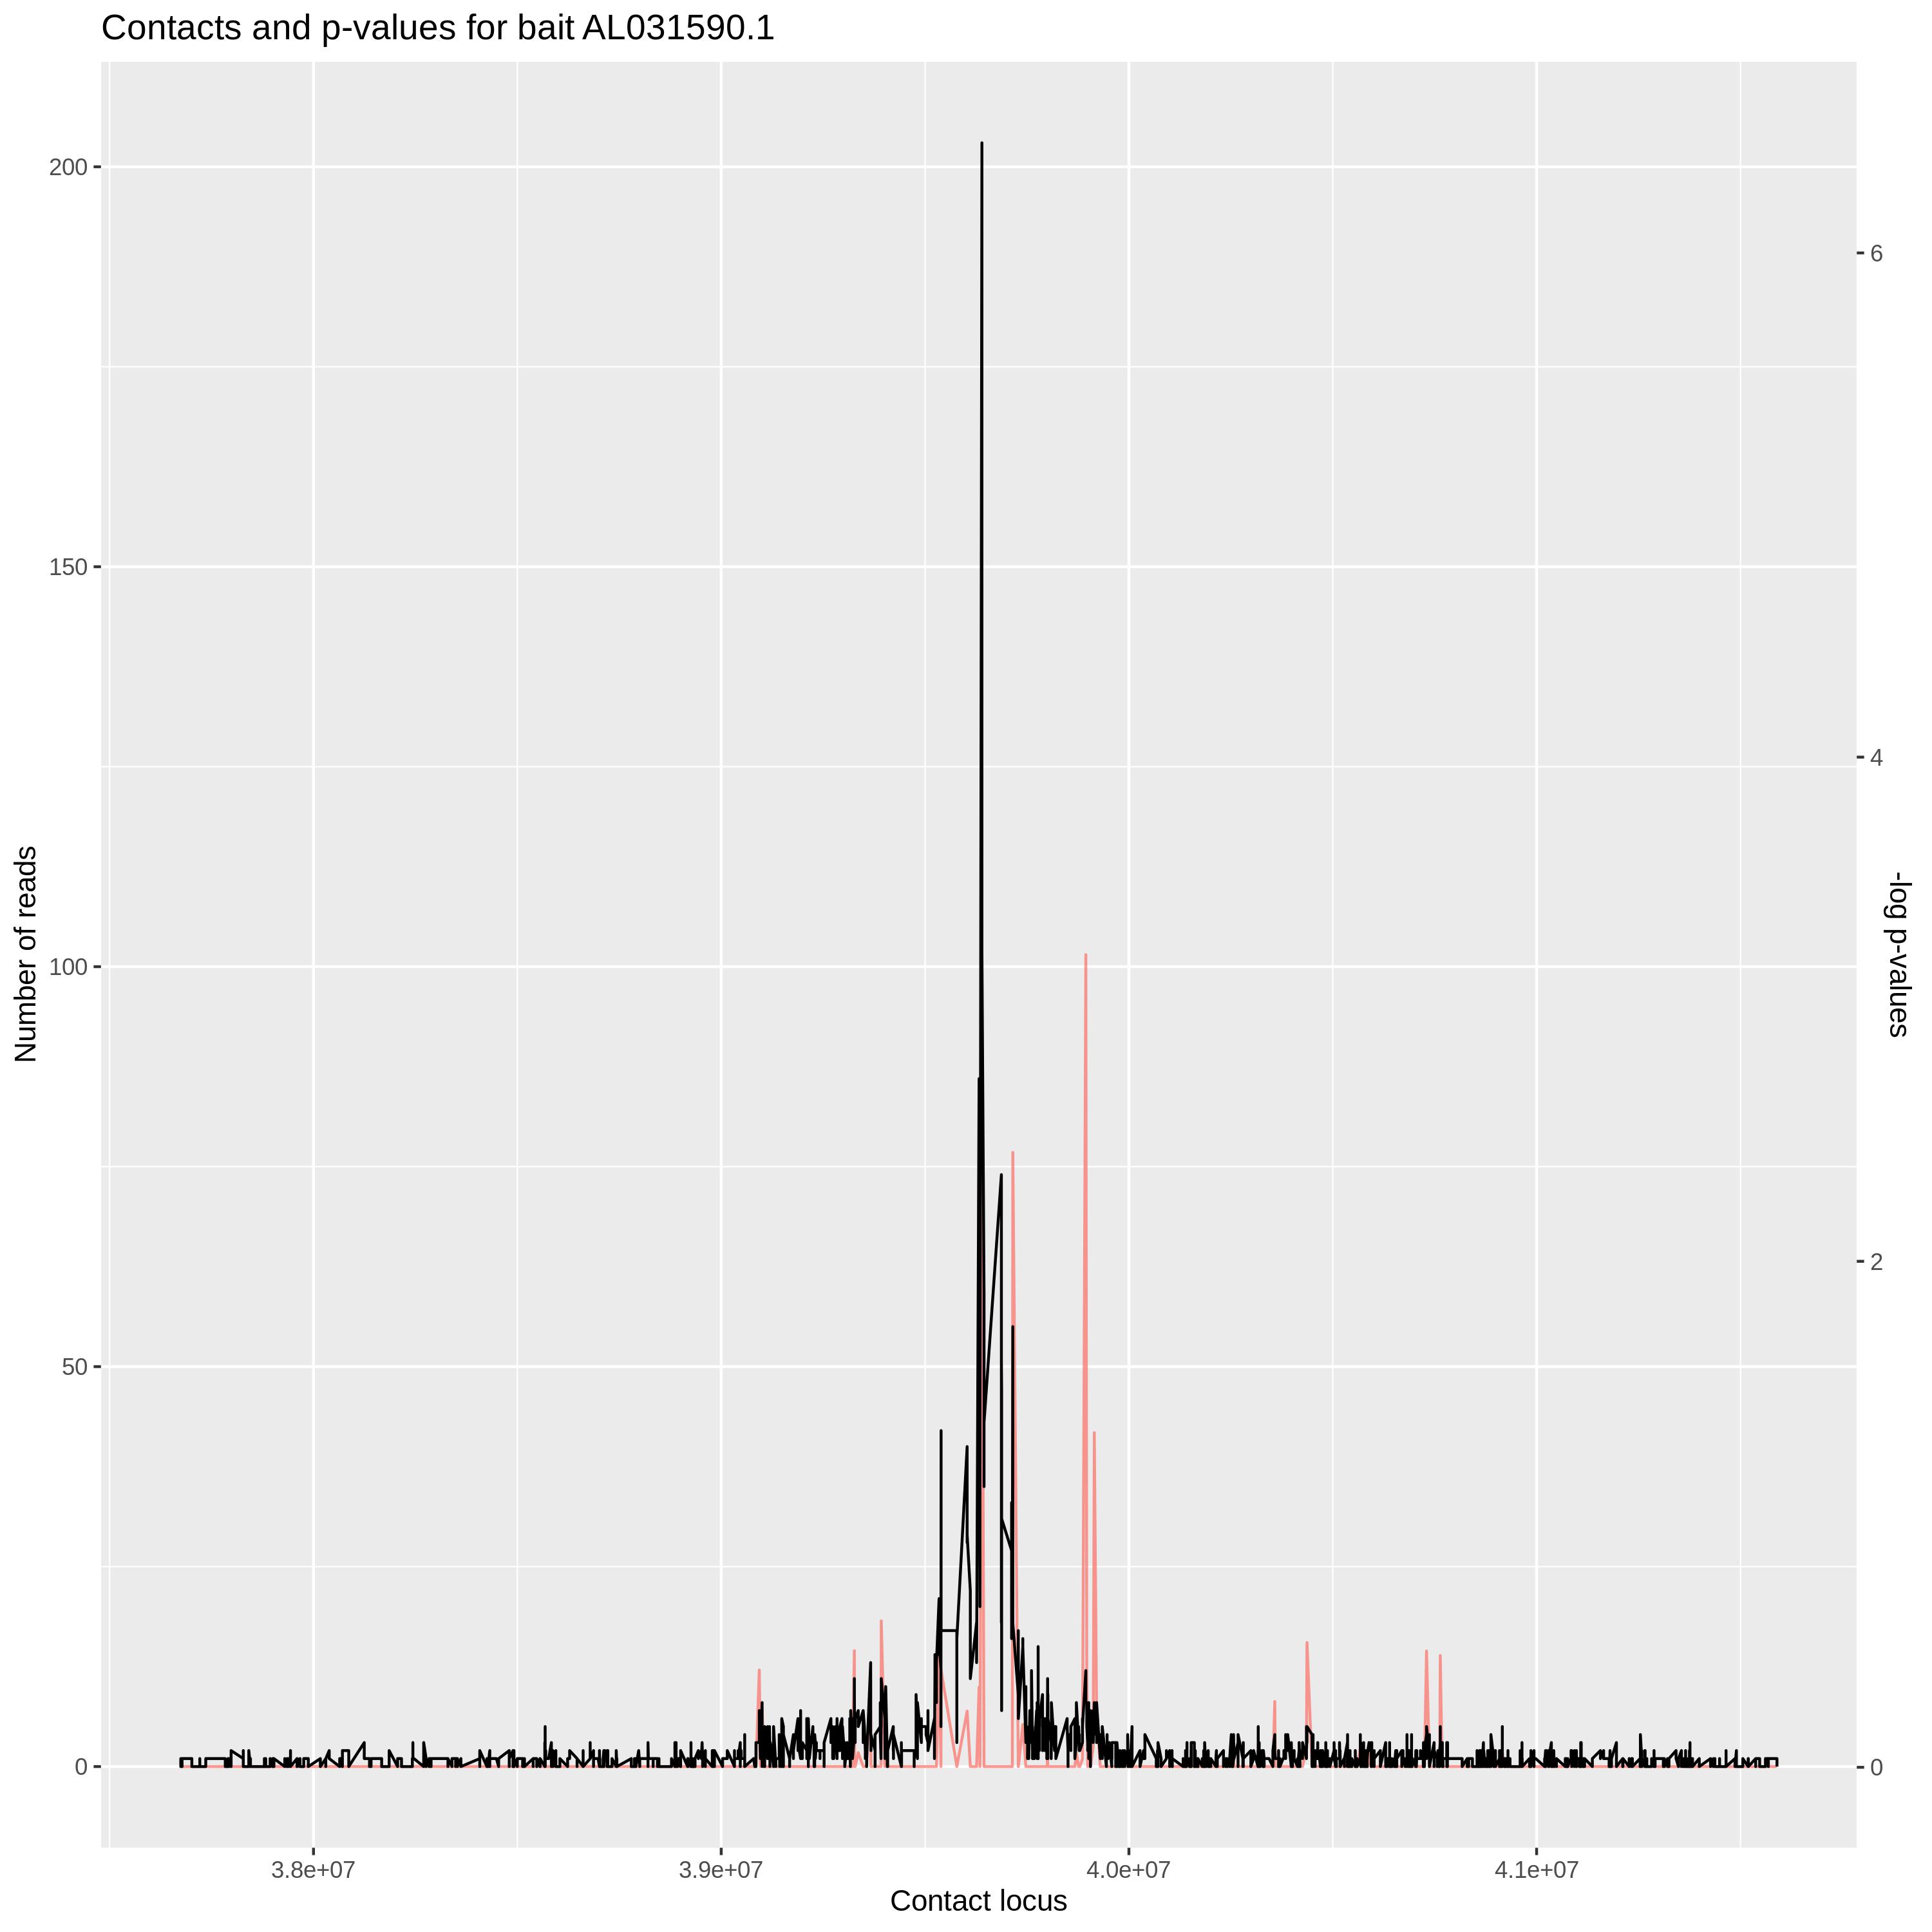 Contacts and p-values for bait AL031590.1
200
150
100
50
0
Number of reads
6
4
2
0
-log p-values
3.8e+07
3.9e+07
4.0e+07
4.1e+07
Contact locus